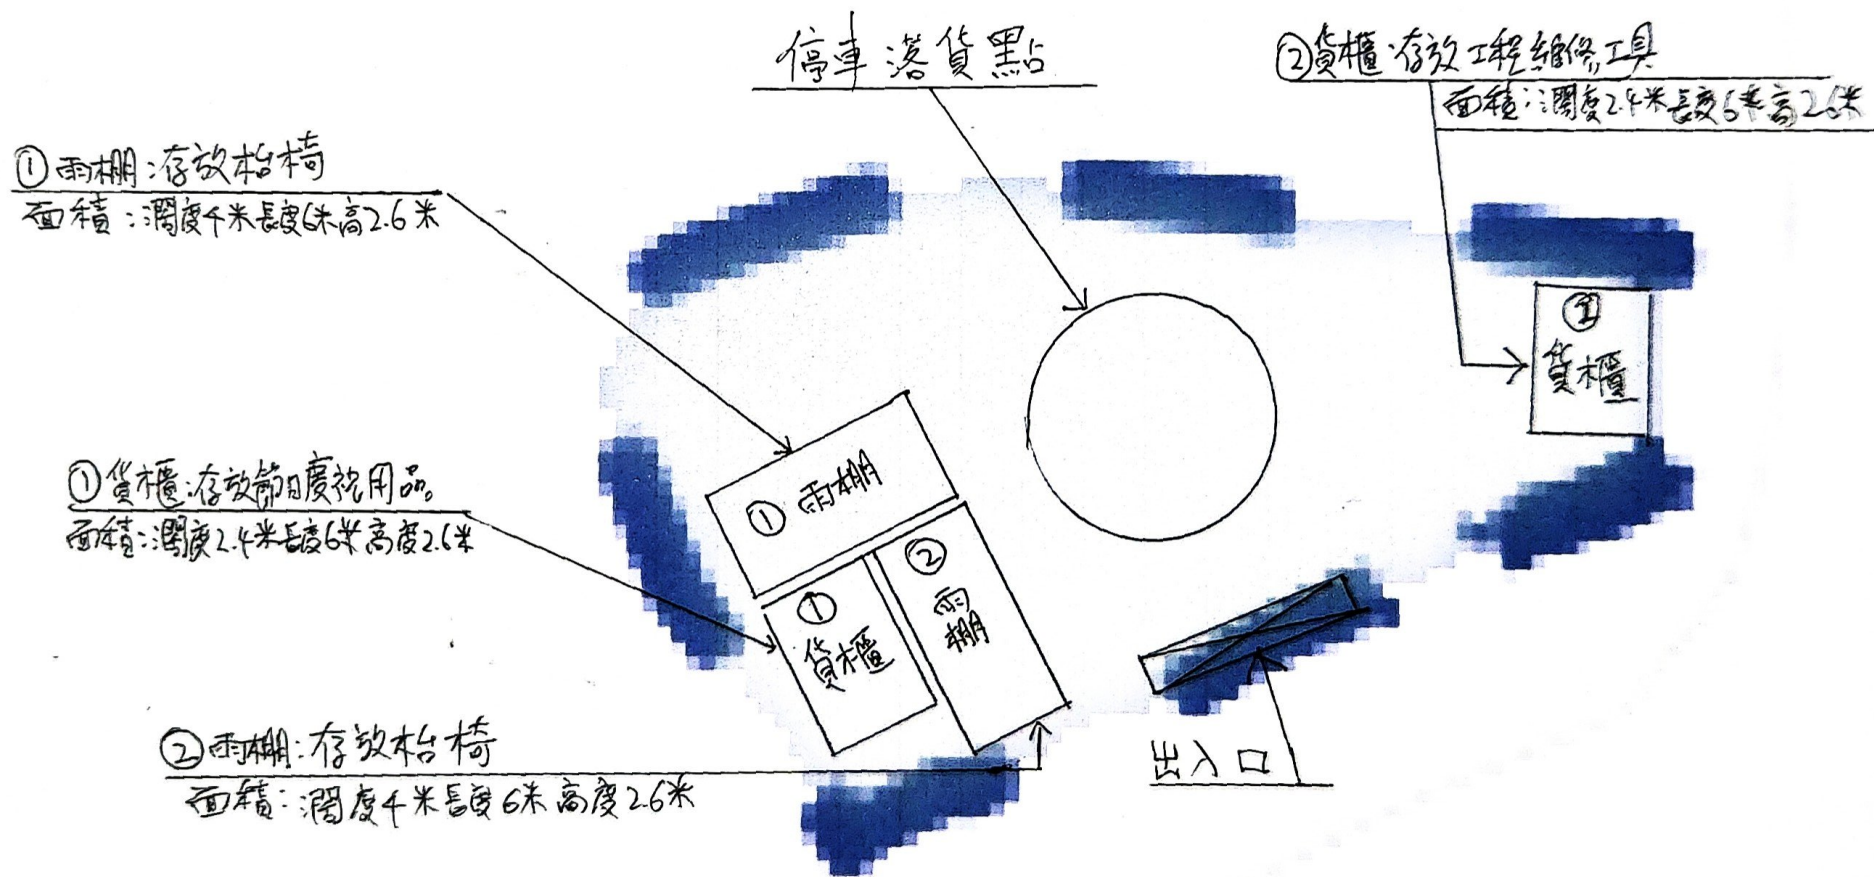 停車落貨點
②貨櫃:存放工程維修工具
面積:濶度2.4米長度6米高2.6米
①雨棚:存放枱椅
面積:濶度4米長度6米高2.6米
②
貨櫃
①雨棚
①貨櫃:存放節日慶祝用品。
面積:濶度2.4米長度6米高度2.6米
②
雨棚
①
貨櫃
②雨棚:存放枱椅
面積:濶度4米長度6米高度2.6米
出入口